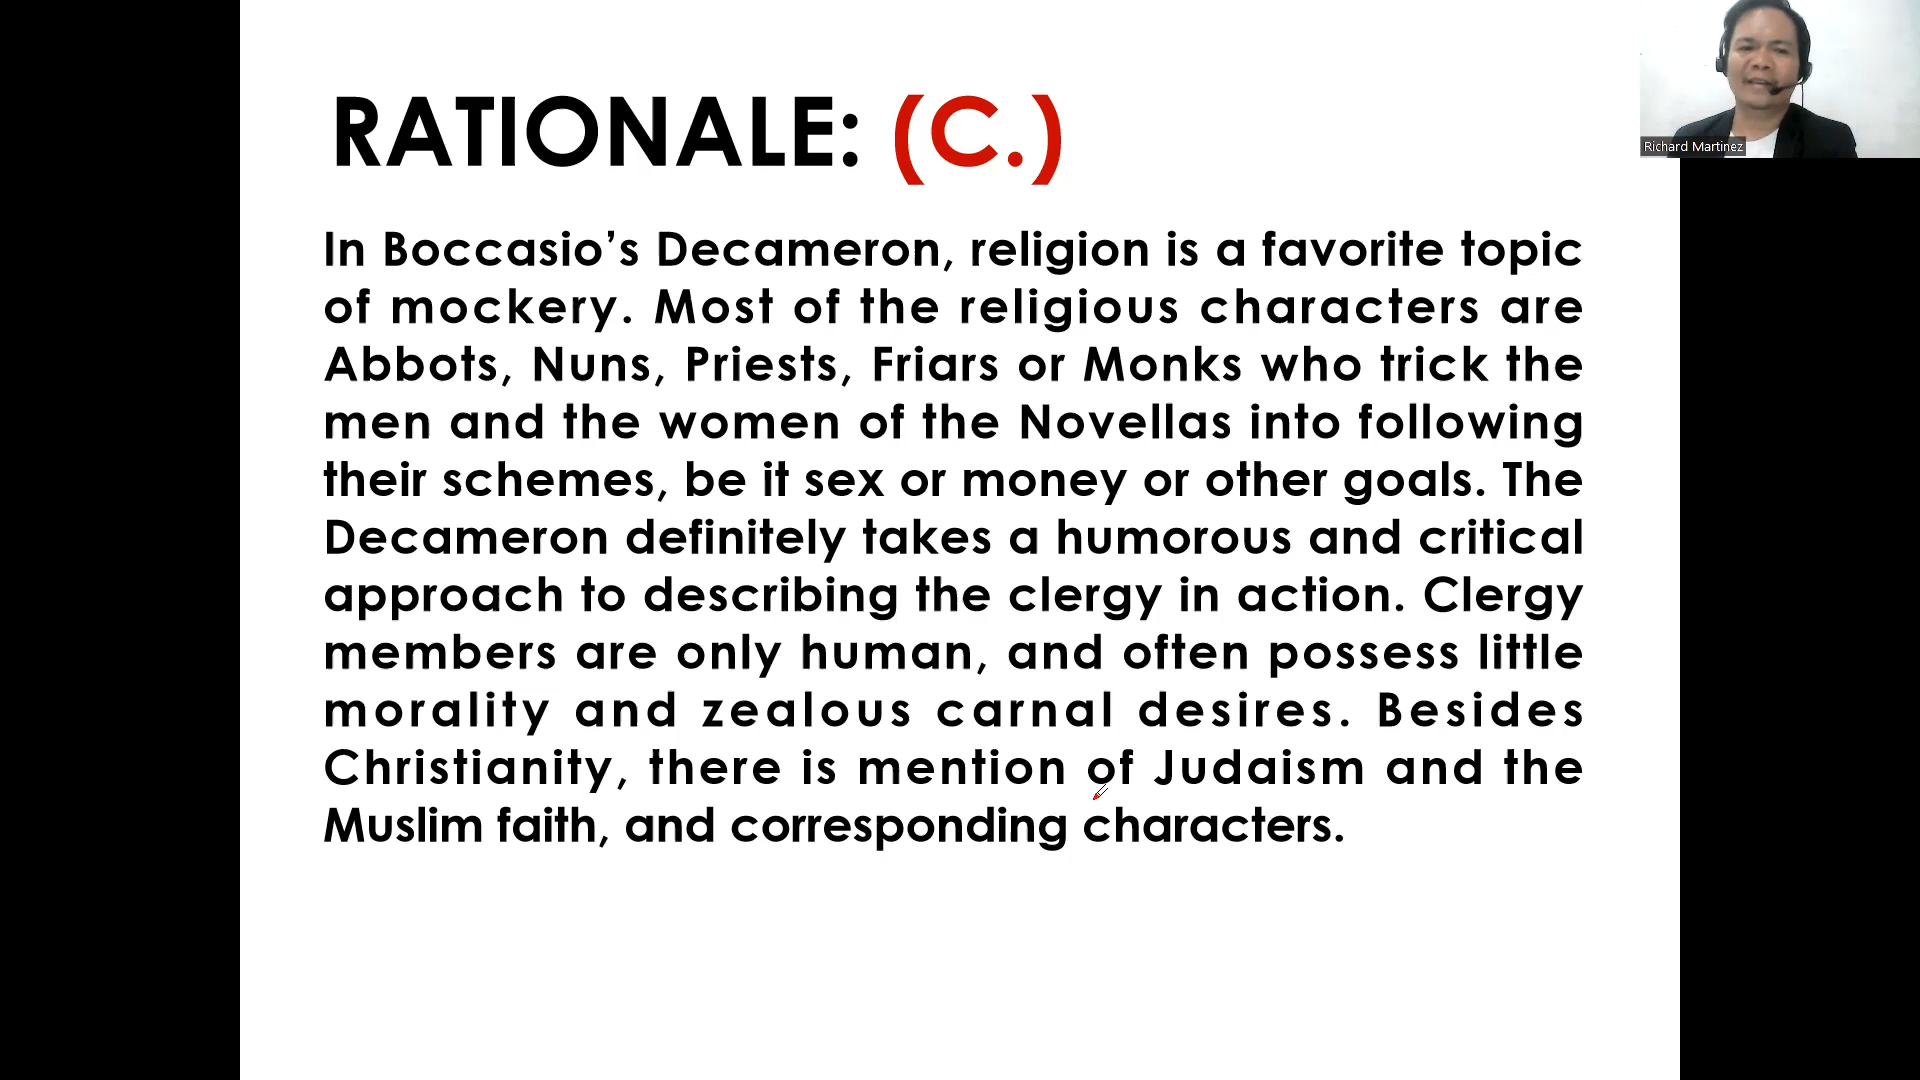 RATIONALE: (C.)
Richard Martinez
In Boccasio’s Decameron, religion is a favorite topic
of mockery. Most of the religious characters are
Abbots, Nuns, Priests, Friars or Monks who trick the
men and the women of the Novellas into following
their schemes, be it sex or money or other goals. The
Decameron definitely takes a humorous and critical
approach to describing the clergy in action. Clergy
members are only human, and often possess little
morality and zealous carnal desires. Besides
Christianity, there is mention of Judaism and the
Muslim faith, and corresponding characters.